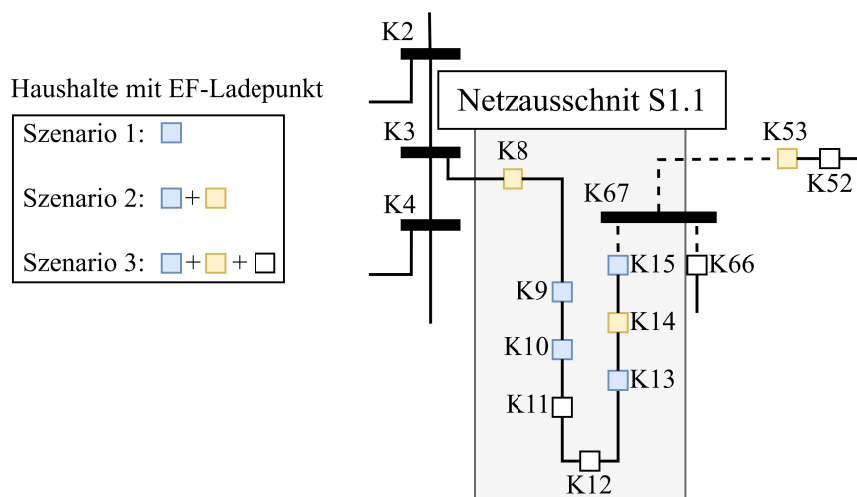 Haushalte mit EF-Ladepunkt
Szenario 1:
Szenario 2: +
Szenario 3: + +
Netzausschnit S1.1
K2
K3
K4
K8
K9
K10
K11
K12
K13
K14
K15
K67
K66
K53
K52